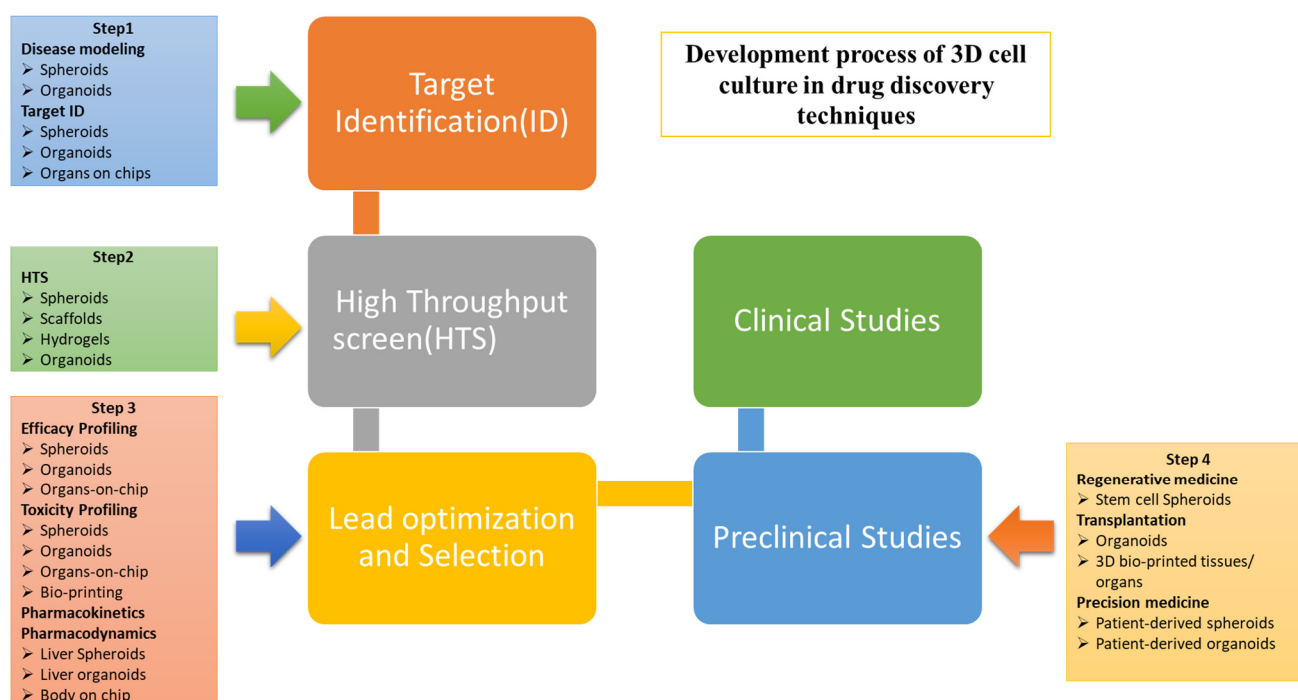 Step1
Disease modeling
➢ Spheroids
➢ Organoids
Target ID
➢ Spheroids
➢ Organoids
➢ Organs on chips
Target
Identification(ID)
Development process of 3D cell
culture in drug discovery
techniques
Step2
HTS
➢ Spheroids
➢ Scaffolds
➢ Hydrogels
➢ Organoids
High Throughput
screen(HTS)
Clinical Studies
Step 3
Efficacy Profiling
➢ Spheroids
➢ Organoids
➢ Organs-on-chip
Toxicity Profiling
➢ Spheroids
➢ Organoids
➢ Organs-on-chip
➢ Bio-printing
Pharmacokinetics
Pharmacodynamics
➢ Liver Spheroids
➢ Liver organoids
➢ Body on chip
Lead optimization
and Selection
Preclinical Studies
Step 4
Regenerative medicine
➢ Stem cell Spheroids
Transplantation
➢ Organoids
➢ 3D bio-printed tissues/
organs
Precision medicine
➢ Patient-derived spheroids
➢ Patient-derived organoids